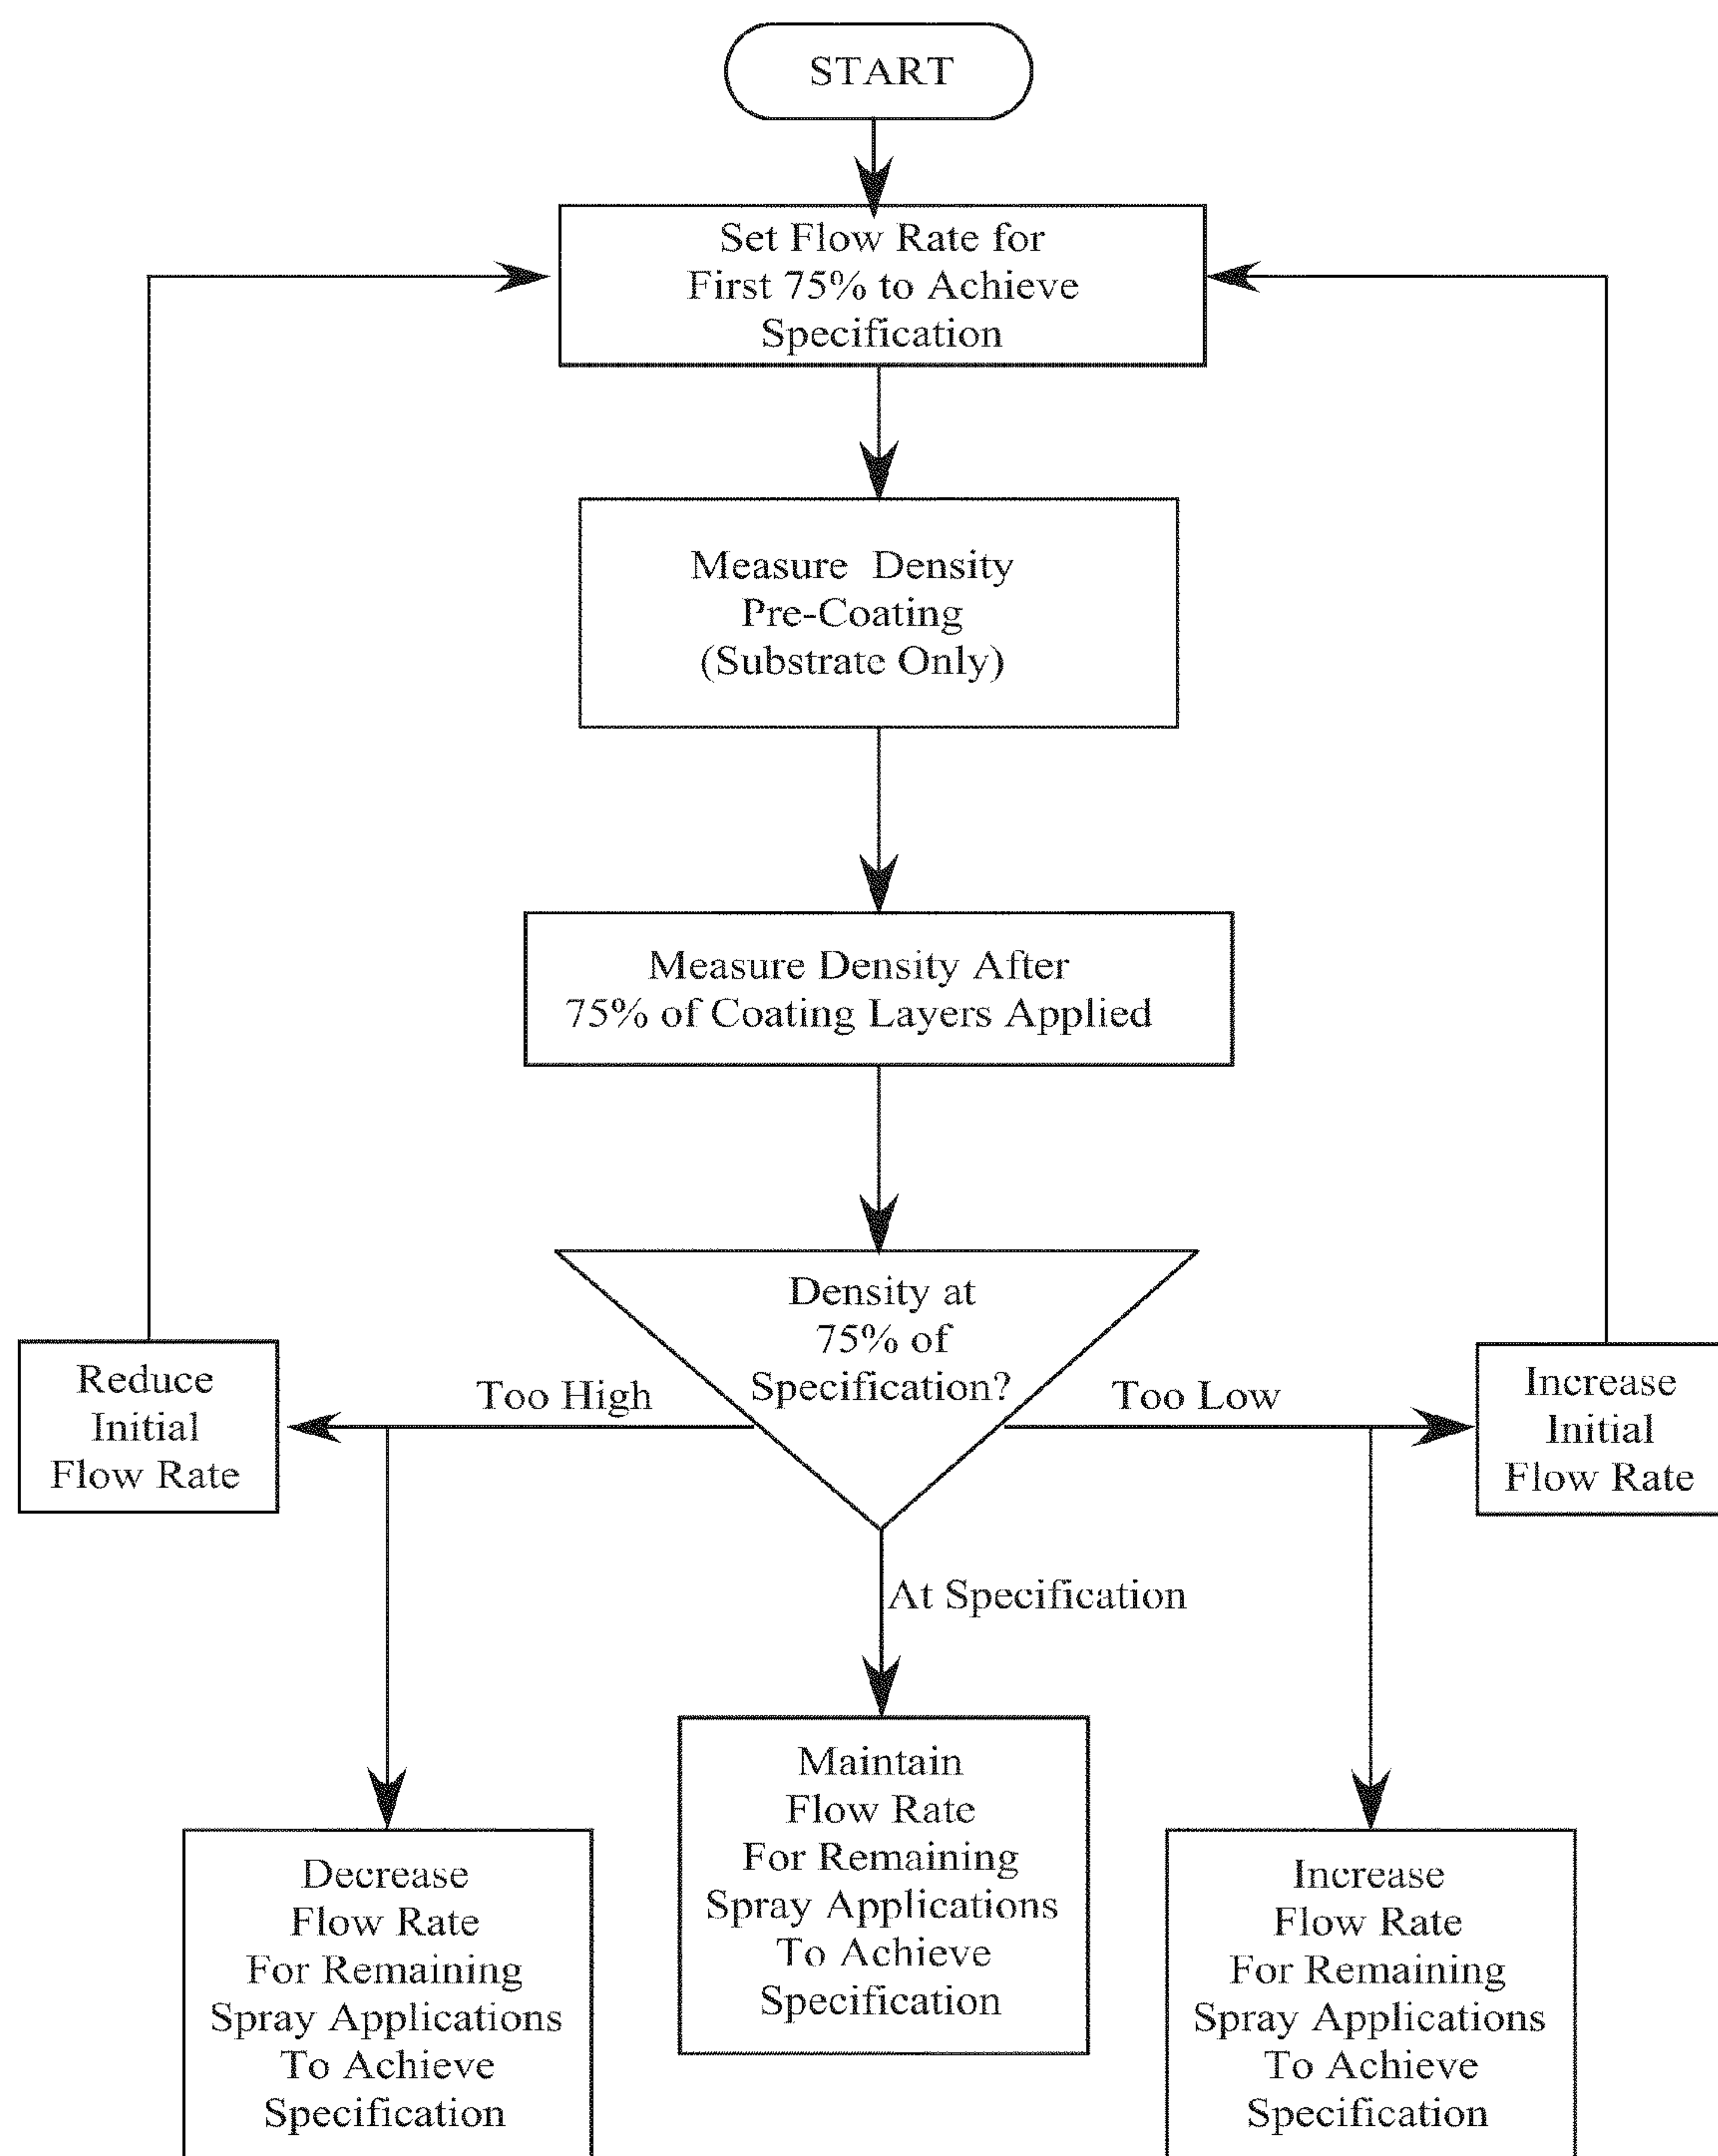 START
Set Flow Rate for
First 75% to Achieve
Specification
Measure Density
Pre-Coating
(Substrate Only)
Measure Density After
75% of Coating Layers Applied
Density at
75% of
Specification?
Reduce
Initial
Flow Rate
Too High
Too Low
Increase
Initial
Flow Rate
At Specification
Decrease
Flow Rate
For Remaining
Spray Applications
To Achieve
Specification
Maintain
Flow Rate
For Remaining
Spray Applications
To Achieve
Specification
Increase
Flow Rate
For Remaining
Spray Applications
To Achieve
Specification